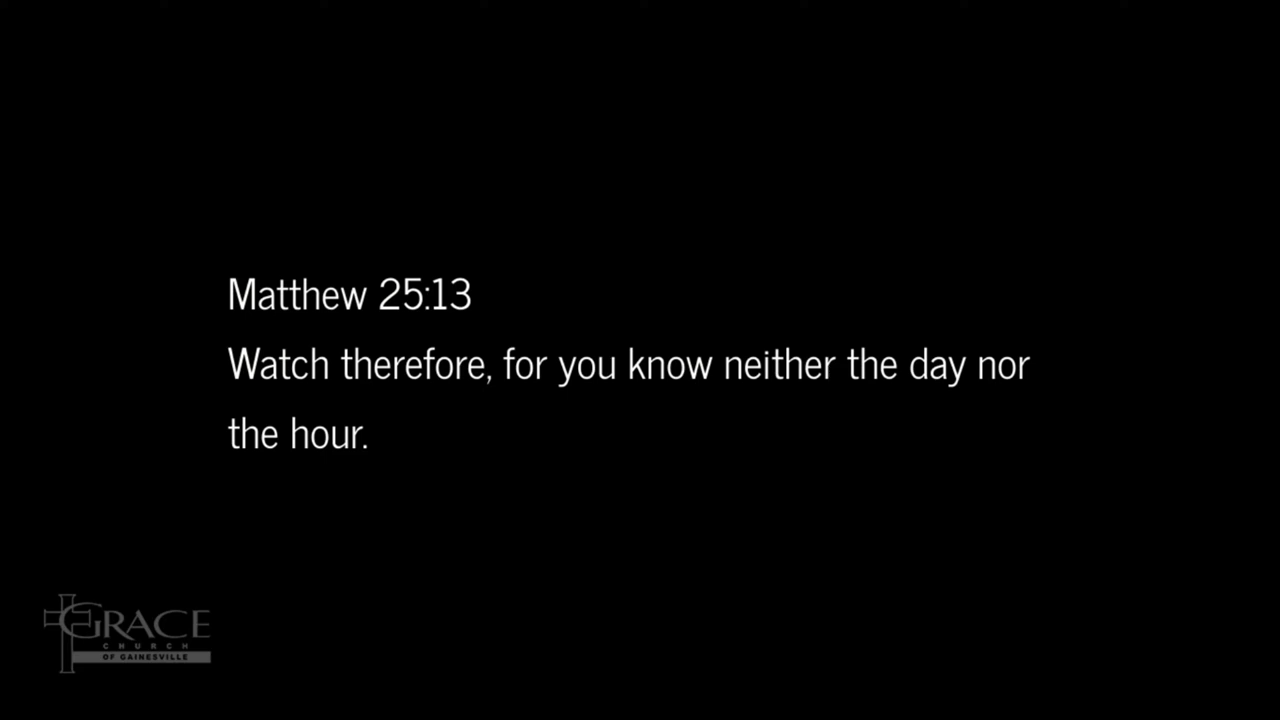 Matthew 25:13
Watch therefore, for you know neither the day nor
the hour.
GRACE
CHURCH
OF GAINESVILLE